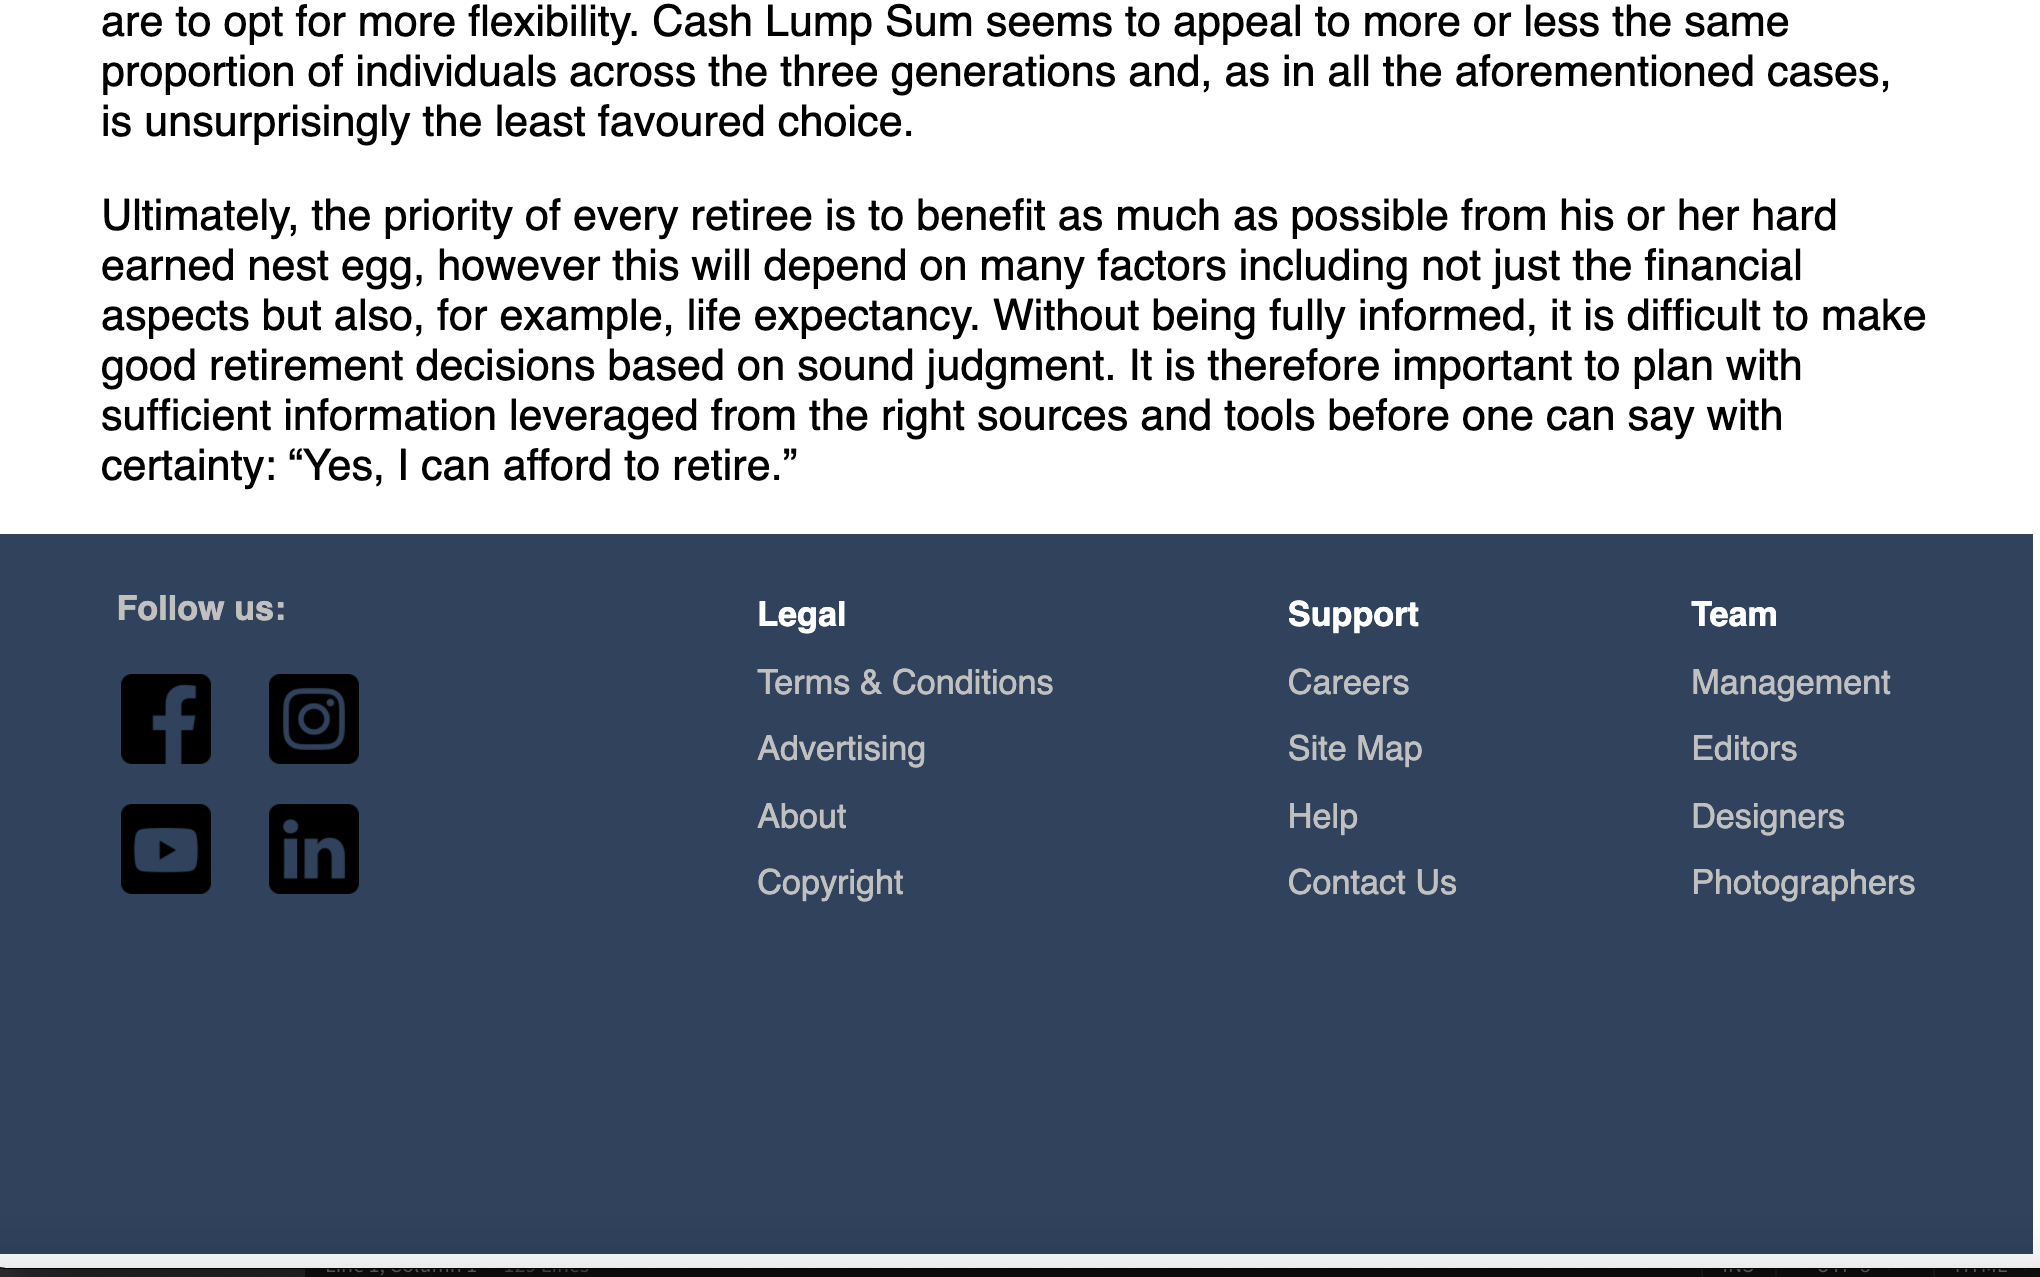 are to opt for more flexibility. Cash Lump Sum seems to appeal to more or less the same
proportion of individuals across the three generations and, as in all the aforementioned cases,
is unsurprisingly the least favoured choice.
Ultimately, the priority of every retiree is to benefit as much as possible from his or her hard
earned nest egg, however this will depend on many factors including not just the financial
aspects but also, for example, life expectancy. Without being fully informed, it is difficult to make
good retirement decisions based on sound judgment. It is therefore important to plan with
sufficient information leveraged from the right sources and tools before one can say with
certainty: “Yes, I can afford to retire.”
Follow us:
Legal
Terms & Conditions
Advertising
About
Copyright
Support
Careers
Site Map
Help
Contact Us
Team
Management
Editors
Designers
Photographers